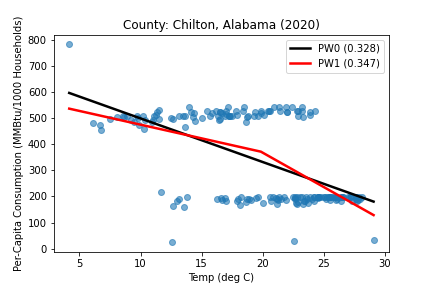 County: Chilton, Alabama (2020)
PW0 (0.328)
PW1 (0.347)
Per-Capita Consumption (MMBtu/1000 Households)
800
700
600
500
400
300
200
100
0
5 10 15 20 25 30
Temp (deg C)